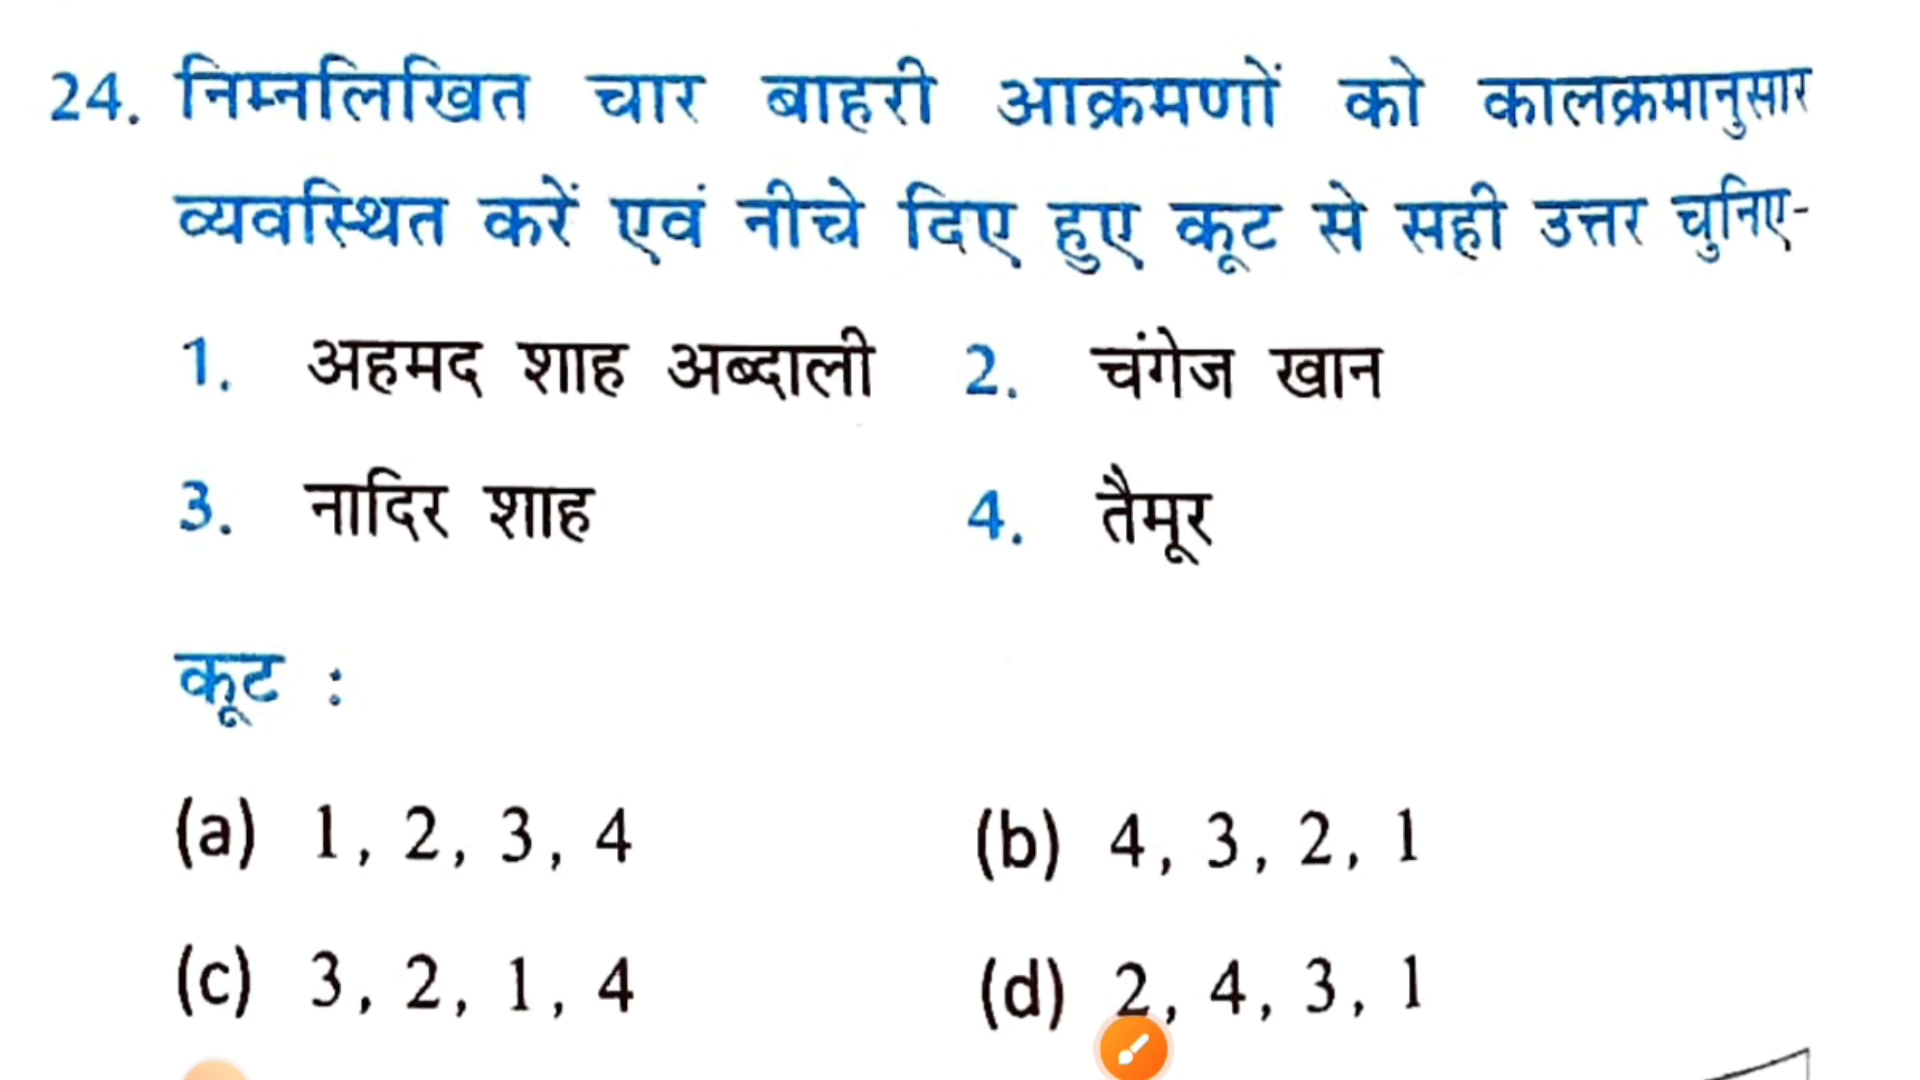 24. निम्नलिखित चार बाहरी आक्रमणों को कालक्रमानुसार
व्यवस्थित करें एवं नीचे दिए हुए कूट से सही उत्तर चुनिए-
1. अहमद शाह अब्दाली 2. चंगेज खान
3. नादिर शाह 4. तैमूर
कूट :
(a) 1, 2, 3, 4 (b) 4, 3, 2, 1
(c) 3, 2, 1, 4 (d) 2, 4, 3, 1